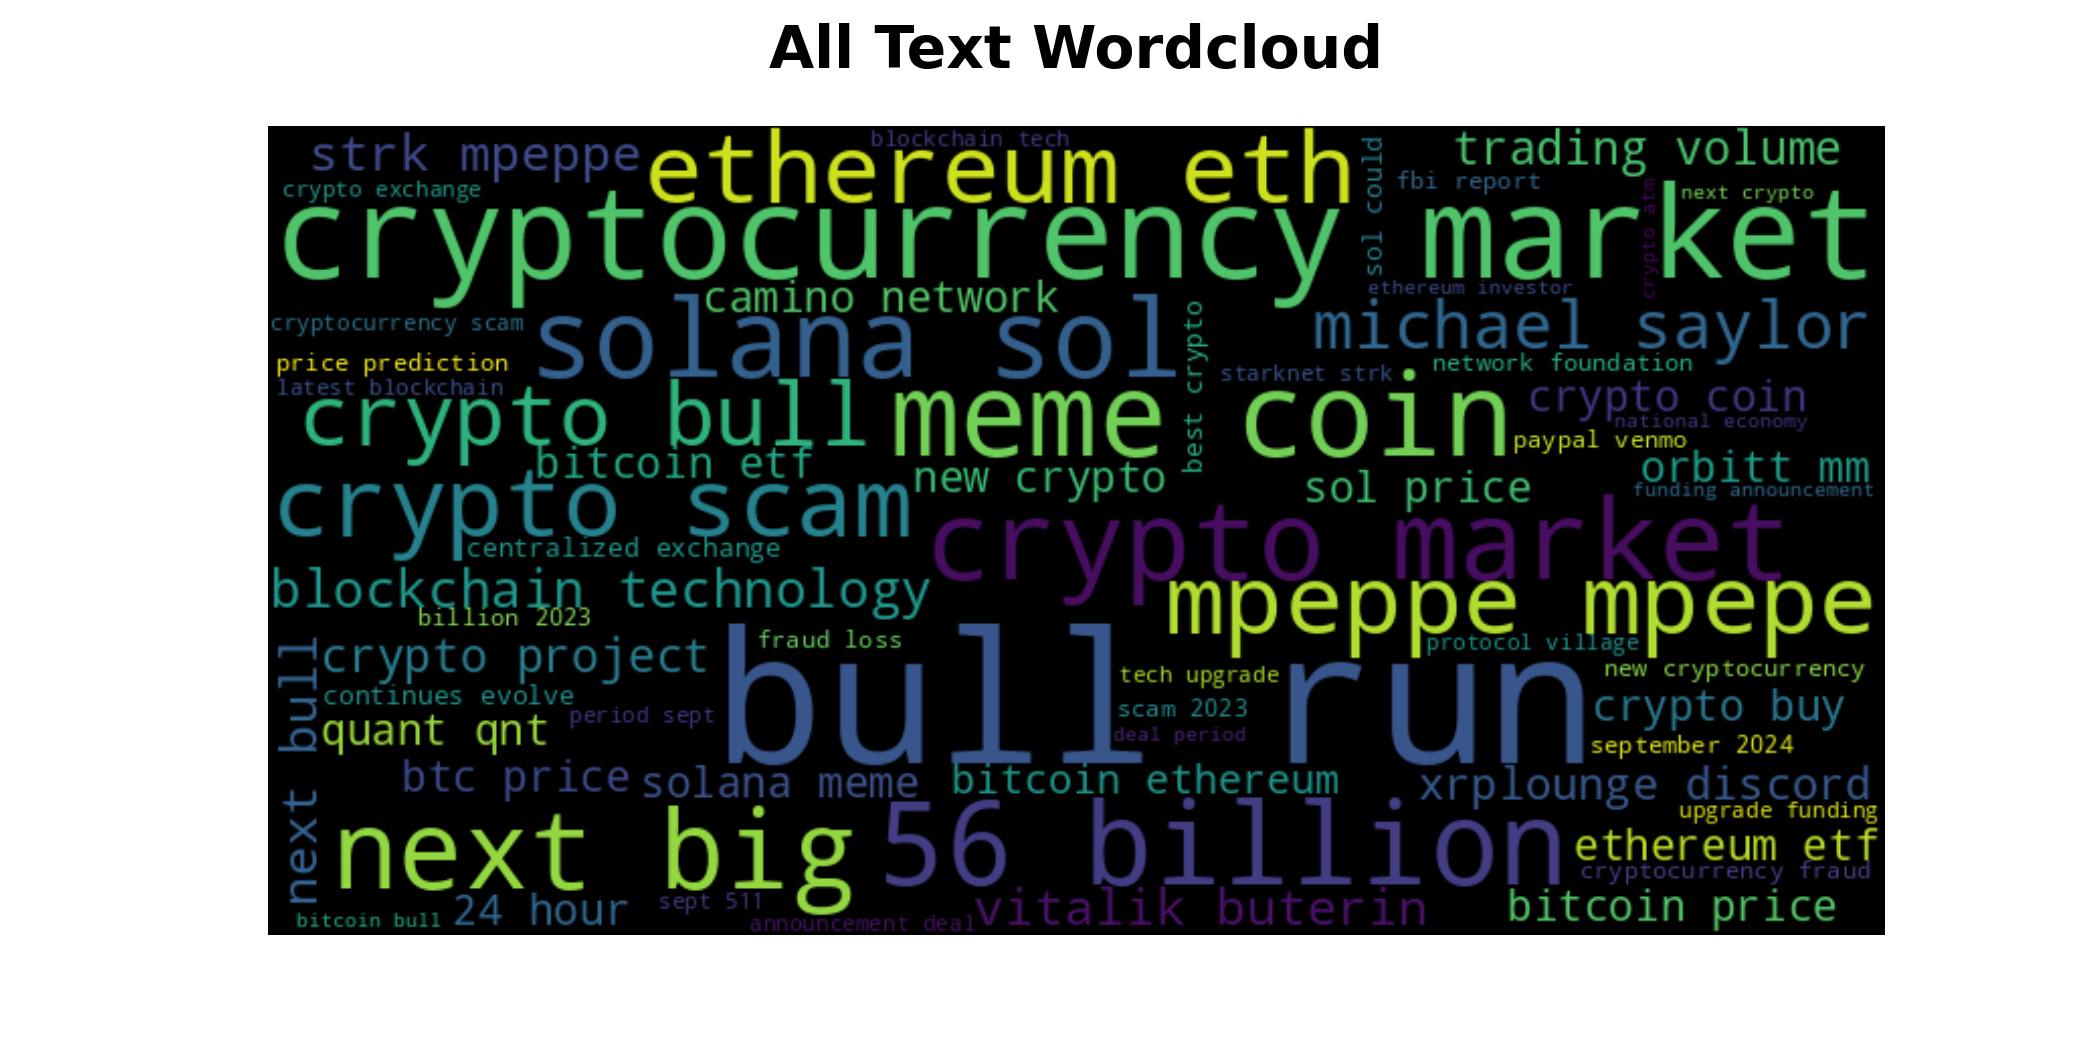 All Text Wordcloud
strk mpeppe
ethereum eth
blockchain tech
sol could
trading volume
crypto exchange
fbi report
crypto atm
next crypto
cryptocurrency market
camino network
ethereum investor
cryptocurrency scam
solana sol
best crypto
michael saylor
price prediction
network foundation
latest blockchain
starknet strk
crypto bull
meme coin
crypto coin
national economy
paypal venmo
bitcoin etf
new crypto
sol price
orbitt mm
funding announcement
crypto scam
centralized exchange
crypto market
blockchain technology
mpeppe mpepe
billion 2023
next bull
crypto project
fraud loss
bull run
protocol village
tech upgrade
new cryptocurrency
continues evolve
scam 2023
crypto buy
quant qnt
period sept
deal period
september 2024
btc price
solana meme
bitcoin ethereum
xrplounge discord
next big
56 billion
upgrade funding
ethereum etf
cryptocurrency fraud
bitcoin bull
24 hour
sept 511
announcement deal
vitalik buterin
bitcoin price